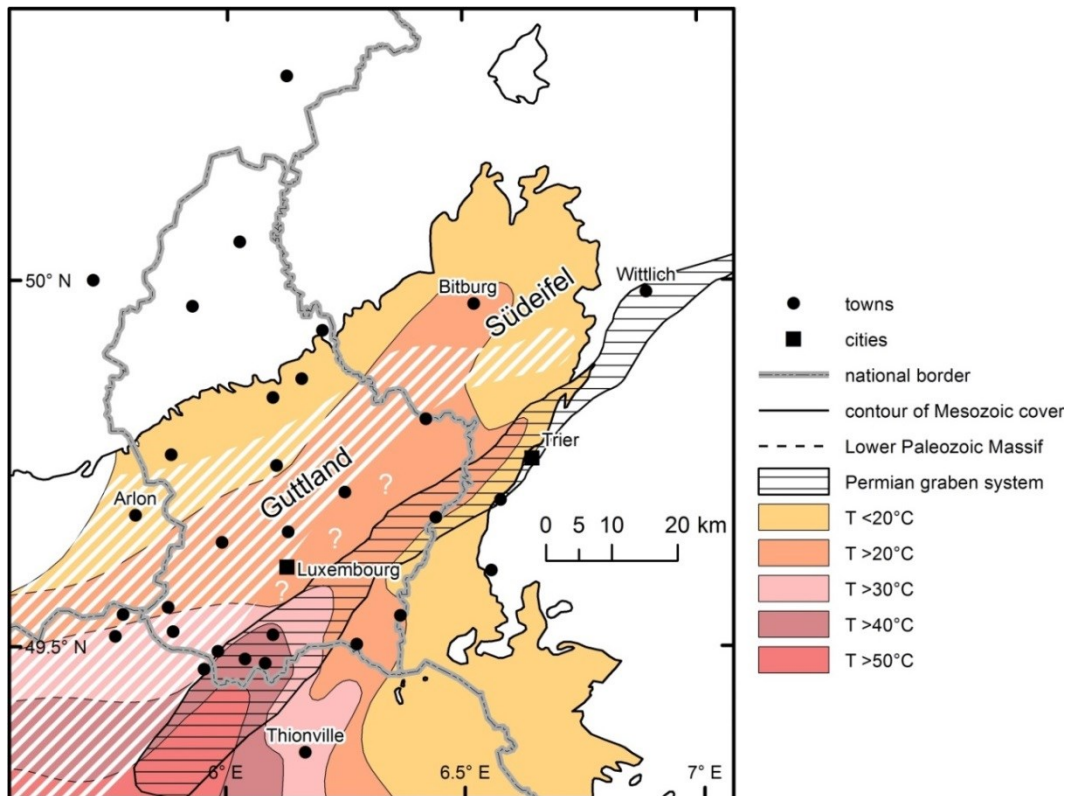 50° N
Bitburg
Südeifel
Wittlich
Trier
Guttland
?
Arlon
?
Luxembourg
?
0 5 10 20 km
49.5° N
Thionville
6° E
6.5° E
7° E
towns
cities
national border
contour of Mesozoic cover
Lower Paleozoic Massif
Permian graben system
T <20°C
T >20°C
T >30°C
T >40°C
T >50°C